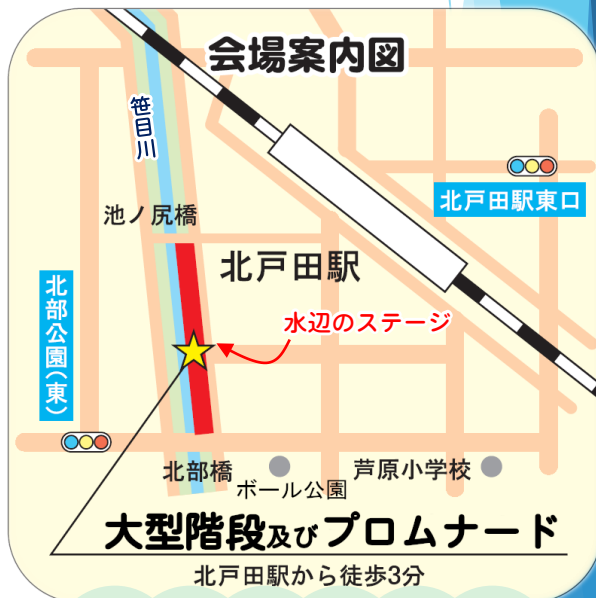 会場案内図
笹目川
池ノ尻橋
北戸田駅東口
北戸田駅
北部公園(東)
水辺のステージ
北部橋
芦原小学校
ボール公園
大型階段及びプロムナード
北戸田駅から徒歩3分